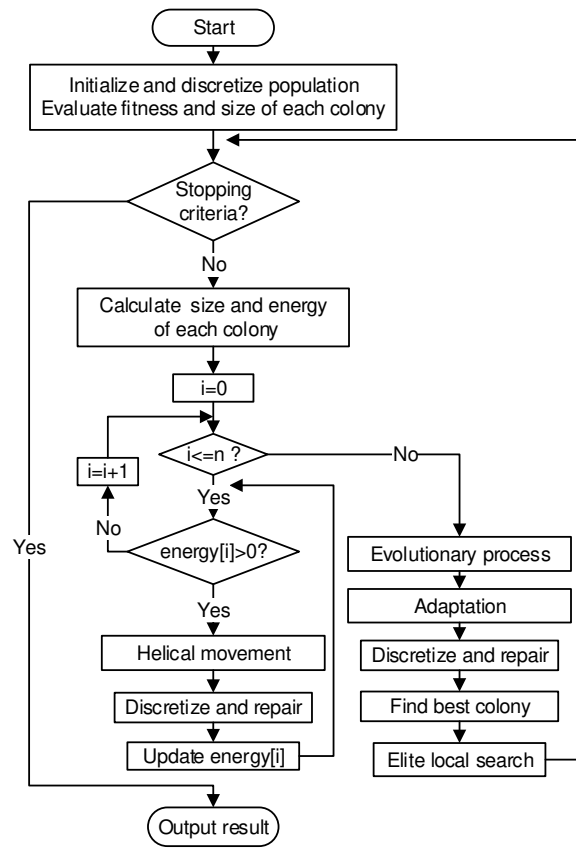 Start
Initialize and discretize population
Evaluate fitness and size of each colony
Stopping
criteria?
No
Calculate size and energy
of each colony
i=0
i<=n ?
No
i=i+1
Yes
No
Yes
energy[i]>0?
Evolutionary process
Yes
Adaptation
Helical movement
Discretize and repair
Discretize and repair
Find best colony
Update energy[i]
Elite local search
Output result